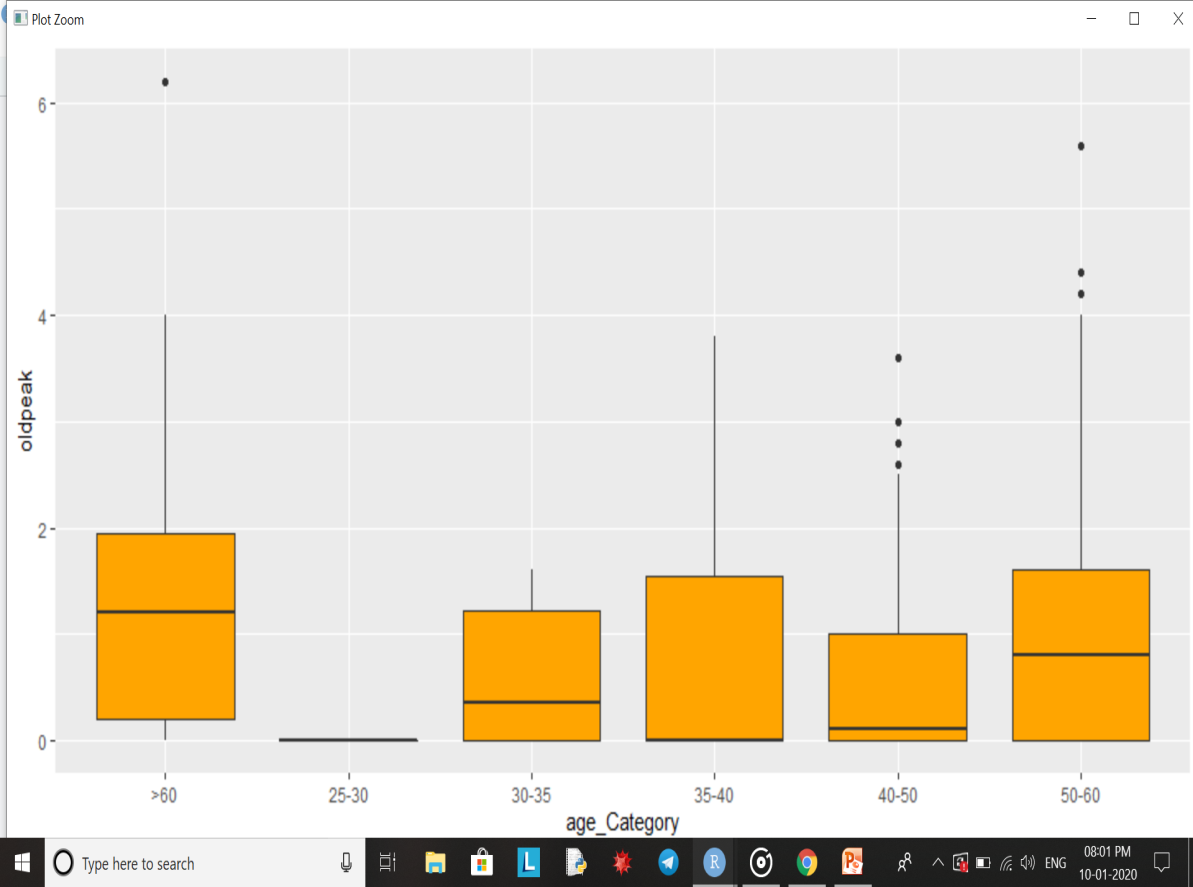 Plot Zoom
6
4
2
0
oldpeak
>60 25-30 30-35 35-40 40-50 50-60
age_Category
Type here to search
L
R
P
ENG
08:01 PM
10-01-2020